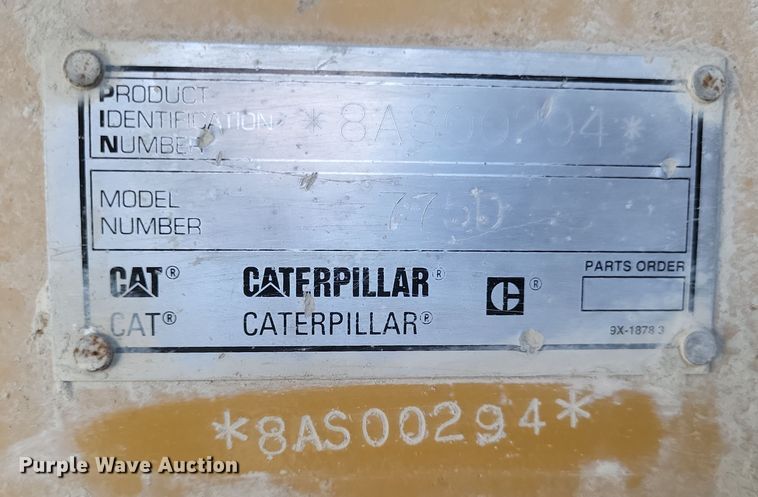 PRODUCT
IDENTIFICATION
NUMBER
*8AS00294*
MODEL
NUMBER
775D
CAT®
CATERPILLAR®
C ®
PARTS ORDER
CAT®
CATERPILLAR®
9X-1878 3
*8AS00294*
Purple Wave Auction